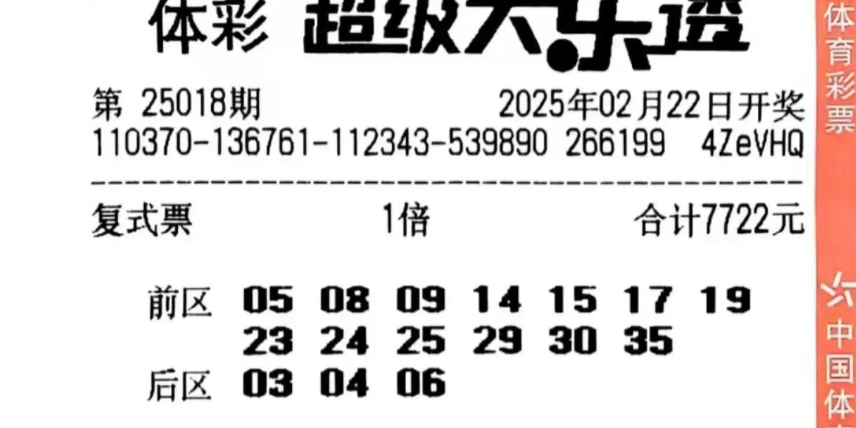 体彩 超级大乐透
第 25018期 2025年02月22日开奖
110370-136761-112343-539890 266199 4ZeVHQ
复式票 1倍 合计7722元
前区 05 08 09 14 15 17 19
23 24 25 29 30 35
后区 03 04 06
体育彩票
中国体